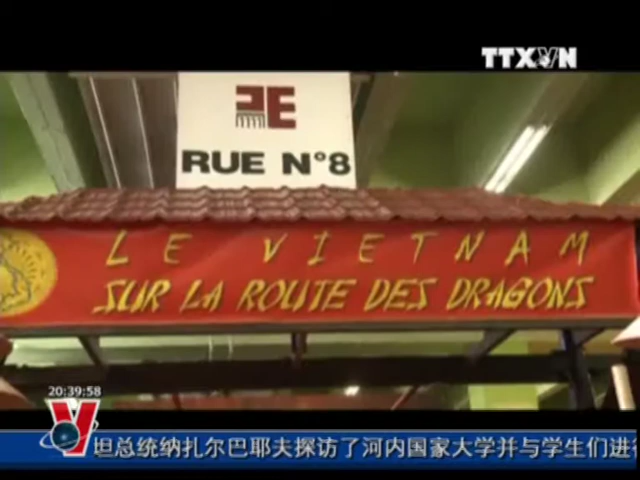 TTXVN
RUE N°8
LE VIETNAM
SUR LA ROUTE DES DRAGONS
20:39:58
坦总统纳扎尔巴耶夫探访了河内国家大学并与学生们进行